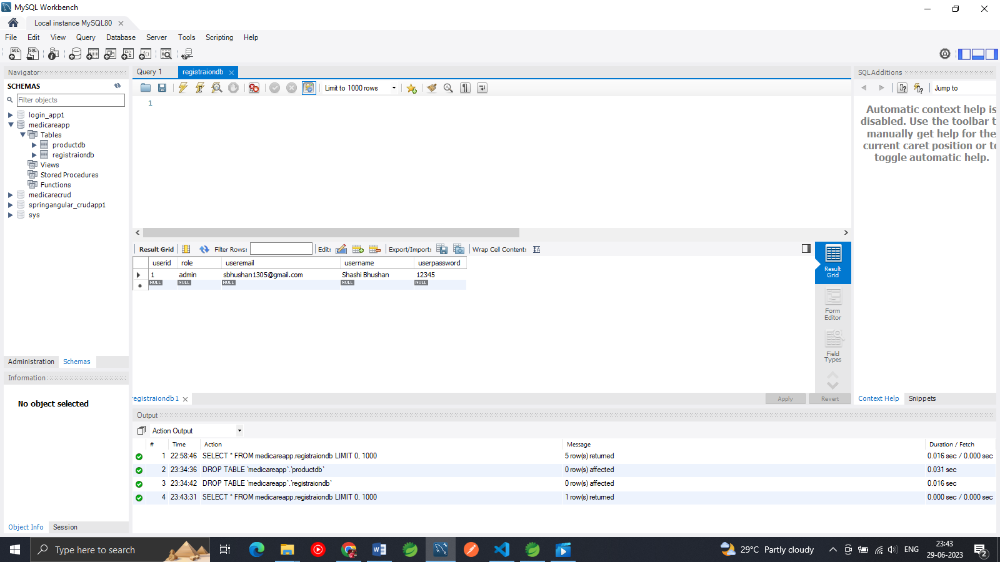 MySQL Workbench
Local instance MySQL80
File Edit View Query Database Server Tools Scripting Help
Navigator
SCHEMAS
Filter objects
login_app1
medicareapp
Tables
productdb
registraiondb
Views
Stored Procedures
Functions
medicarecrud
springangular_crudapp1
sys
Administration Schemas
Information
No object selected
Object Info Session
Query 1 registraiondb
Limit to 1000 rows
1
Result Grid Filter Rows: Edit: Export/Import: Wrap Cell Content:
userid role useremail username userpassword
1 admin sbhushan1305@gmail.com Shashi Bhushan 12345
NULL NULL NULL NULL NULL
Result
Grid
Form
Editor
Field
Types
egistraiondb 1
Apply Revert
SQLAdditions
Jump to
Automatic context help is
disabled. Use the toolbar t
manually get help for the
current caret position or to
toggle automatic help.
Context Help Snippets
Output
Action Output
# Time Action Message Duration / Fetch
1 22:58:46 SELECT * FROM medicareapp.registraiondb LIMIT 0, 1000 5 row(s) returned 0.016 sec / 0.000 sec
2 23:34:36 DROP TABLE `medicareapp`.`productdb` 0 row(s) affected 0.031 sec
3 23:34:42 DROP TABLE `medicareapp`.`registraiondb` 0 row(s) affected 0.016 sec
4 23:43:31 SELECT * FROM medicareapp.registraiondb LIMIT 0, 1000 1 row(s) returned 0.000 sec / 0.000 sec
Type here to search
29°C Partly cloudy
ENG
23:43
29-06-2023
2